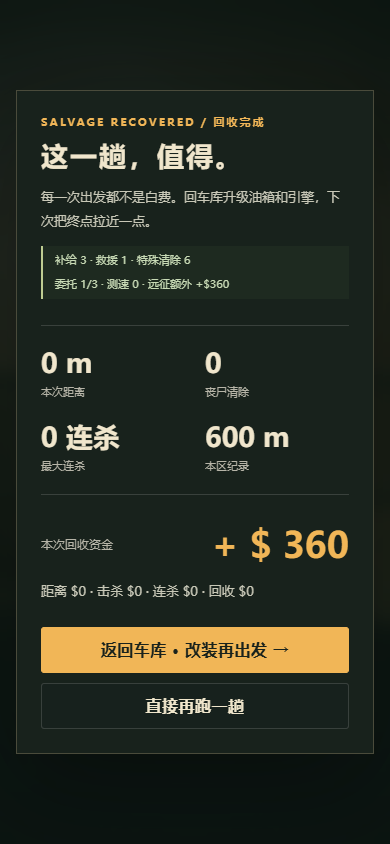 SALVAGE RECOVERED / 回收完成
这一趟，值得。
每一次出发都不是白费。回车库升级油箱和引擎，下
次把终点拉近一点。
补给 3 · 救援 1 · 特殊清除 6
委托 1/3 · 测速 0 · 远征额外 +$360
0 m
0
本次距离
丧尸清除
0 连杀
600 m
最大连杀
本区纪录
本次回收资金
+ $ 360
距离 $0 · 击杀 $0 · 连杀 $0 · 回收 $0
返回车库 • 改装再出发 →
直接再跑一趟